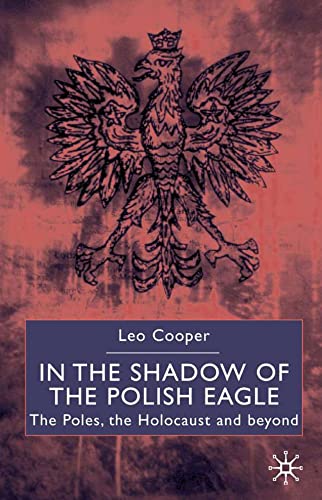 Leo Cooper
IN THE SHADOW OF
THE POLISH EAGLE
The Poles, the Holocaust and beyond